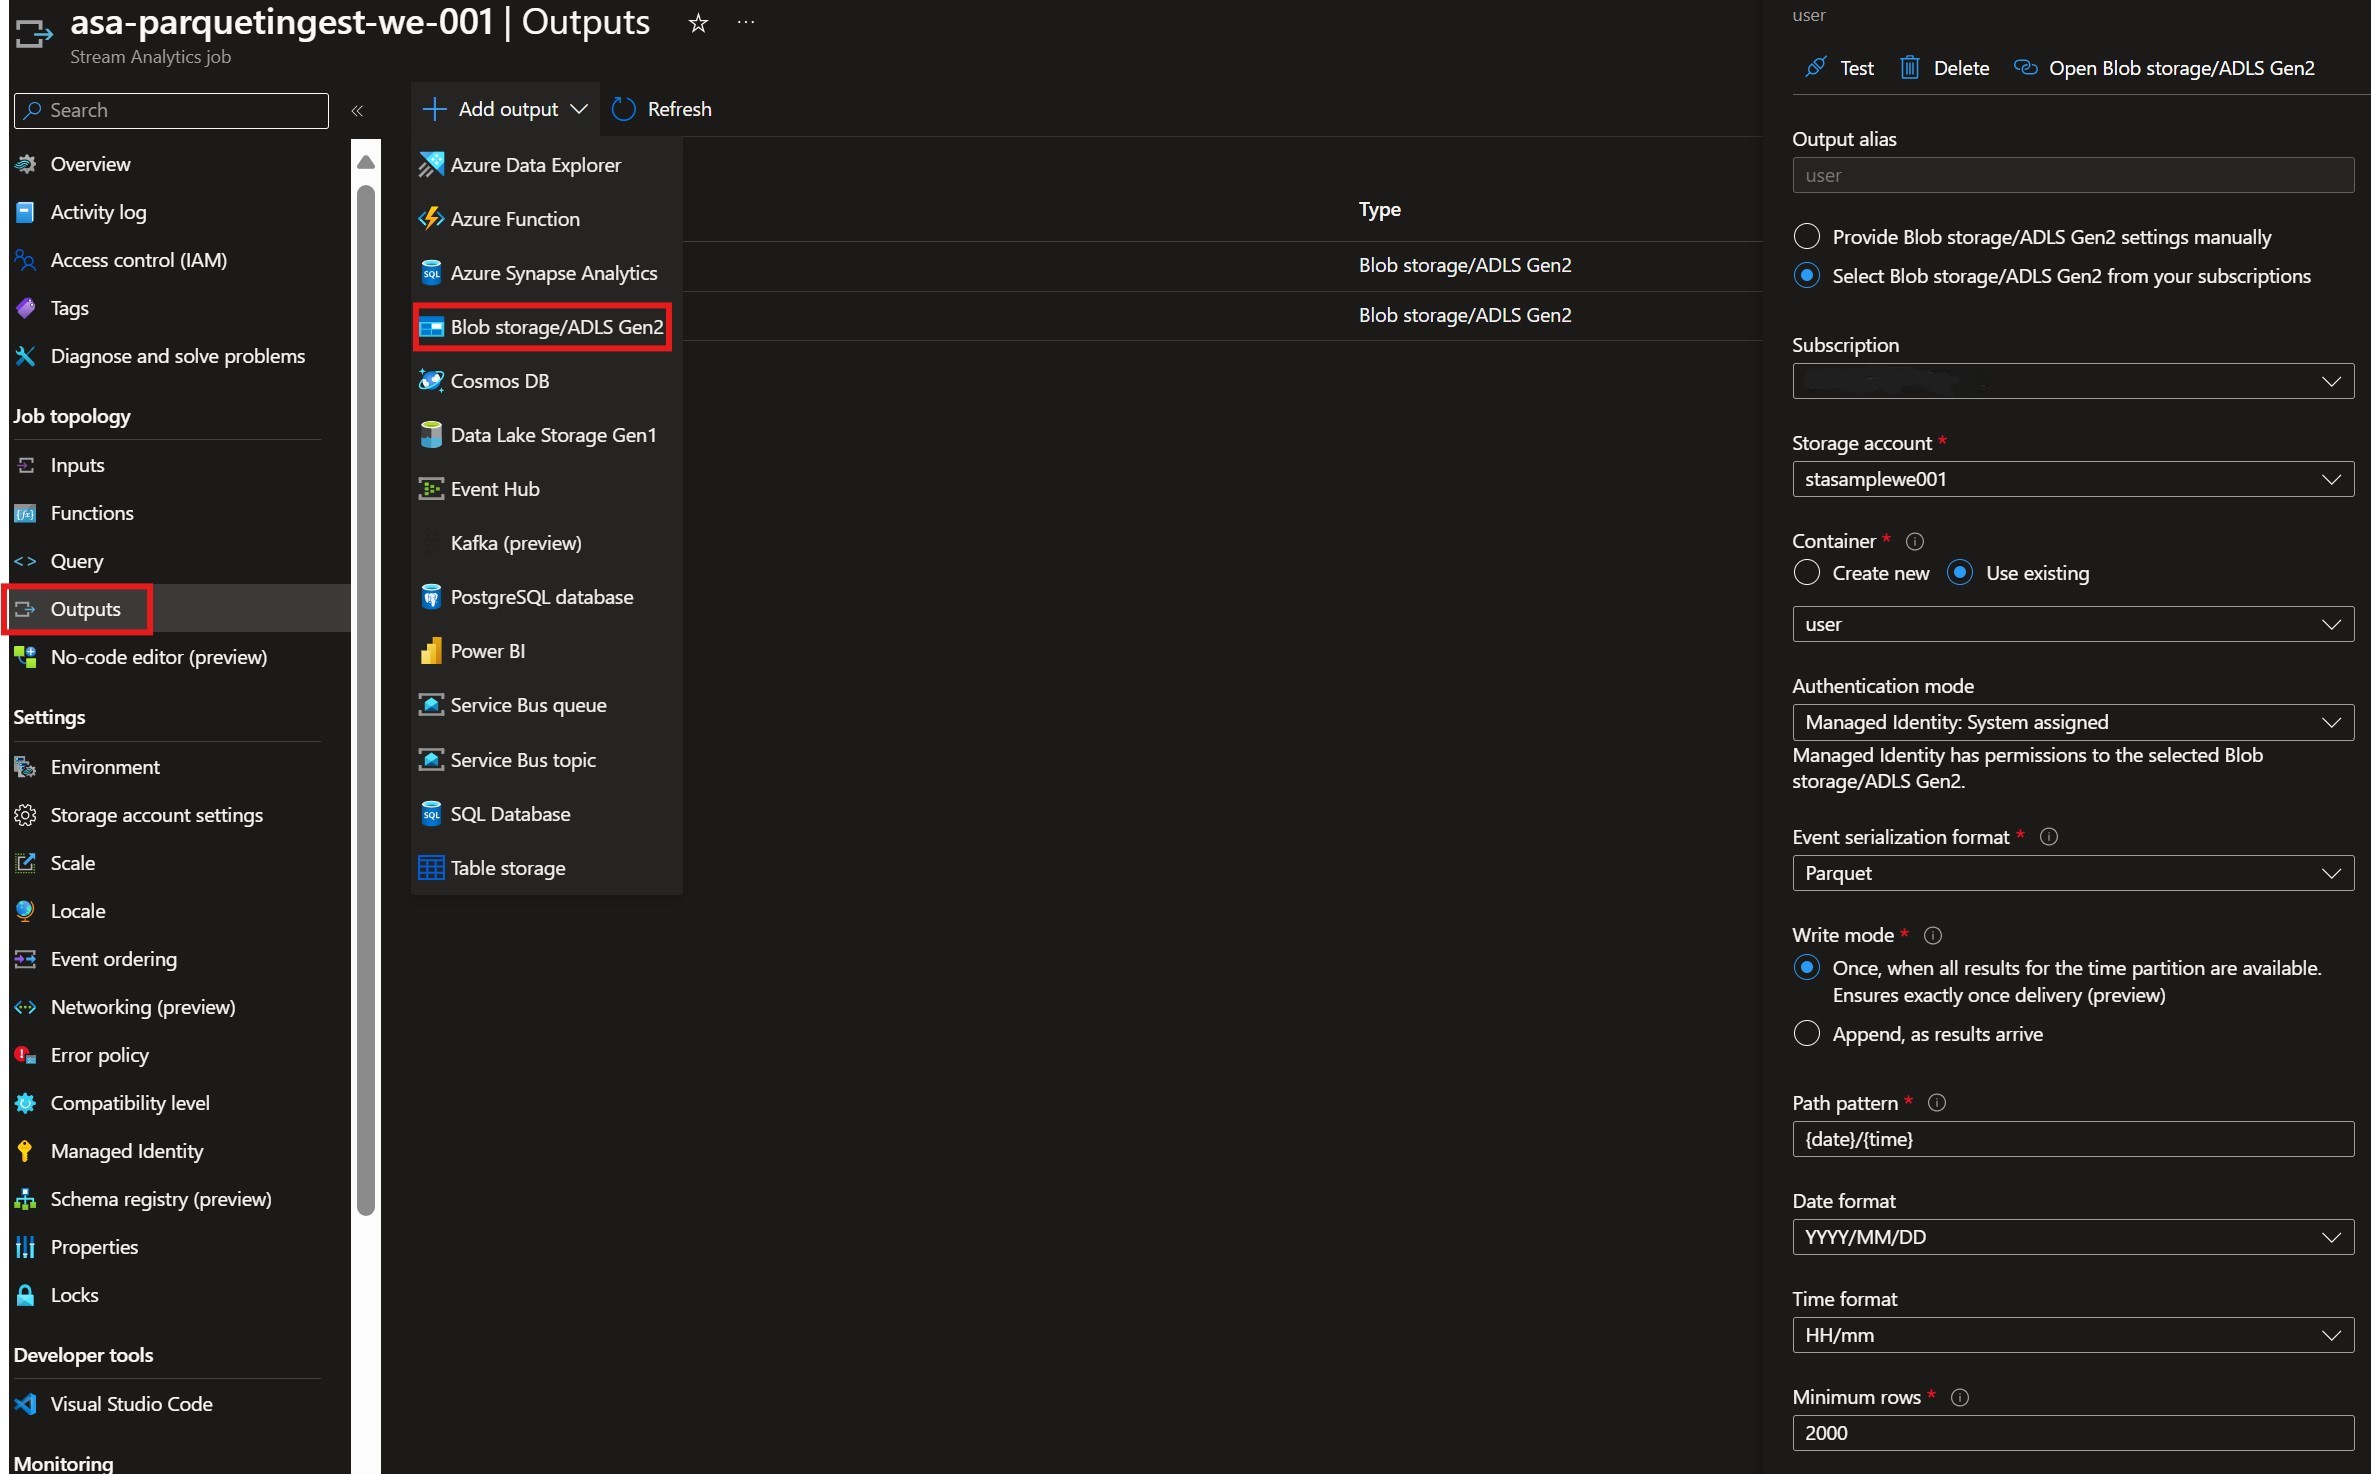 asa-parquetingest-we-001 | Outputs
Stream Analytics job
Search
Overview
Activity log
Access control (IAM)
Tags
Diagnose and solve problems
Job topology
Inputs
Functions
Query
Outputs
No-code editor (preview)
Settings
Environment
Storage account settings
Scale
Locale
Event ordering
Networking (preview)
Error policy
Compatibility level
Managed Identity
Schema registry (preview)
Properties
Locks
Developer tools
Visual Studio Code
Monitoring
Add output
Refresh
Azure Data Explorer
Azure Function
Azure Synapse Analytics
Blob storage/ADLS Gen2
Cosmos DB
Data Lake Storage Gen1
Event Hub
Kafka (preview)
PostgreSQL database
Power BI
Service Bus queue
Service Bus topic
SQL Database
Table storage
Type
Blob storage/ADLS Gen2
Blob storage/ADLS Gen2
user
Test
Delete
Open Blob storage/ADLS Gen2
Output alias
user
Provide Blob storage/ADLS Gen2 settings manually
Select Blob storage/ADLS Gen2 from your subscriptions
Subscription
Storage account *
stasamplewe001
Container *
Create new
Use existing
user
Authentication mode
Managed Identity: System assigned
Managed Identity has permissions to the selected Blob
storage/ADLS Gen2.
Event serialization format *
Parquet
Write mode *
Once, when all results for the time partition are available.
Ensures exactly once delivery (preview)
Append, as results arrive
Path pattern *
{date}/{time}
Date format
YYYY/MM/DD
Time format
HH/mm
Minimum rows *
2000